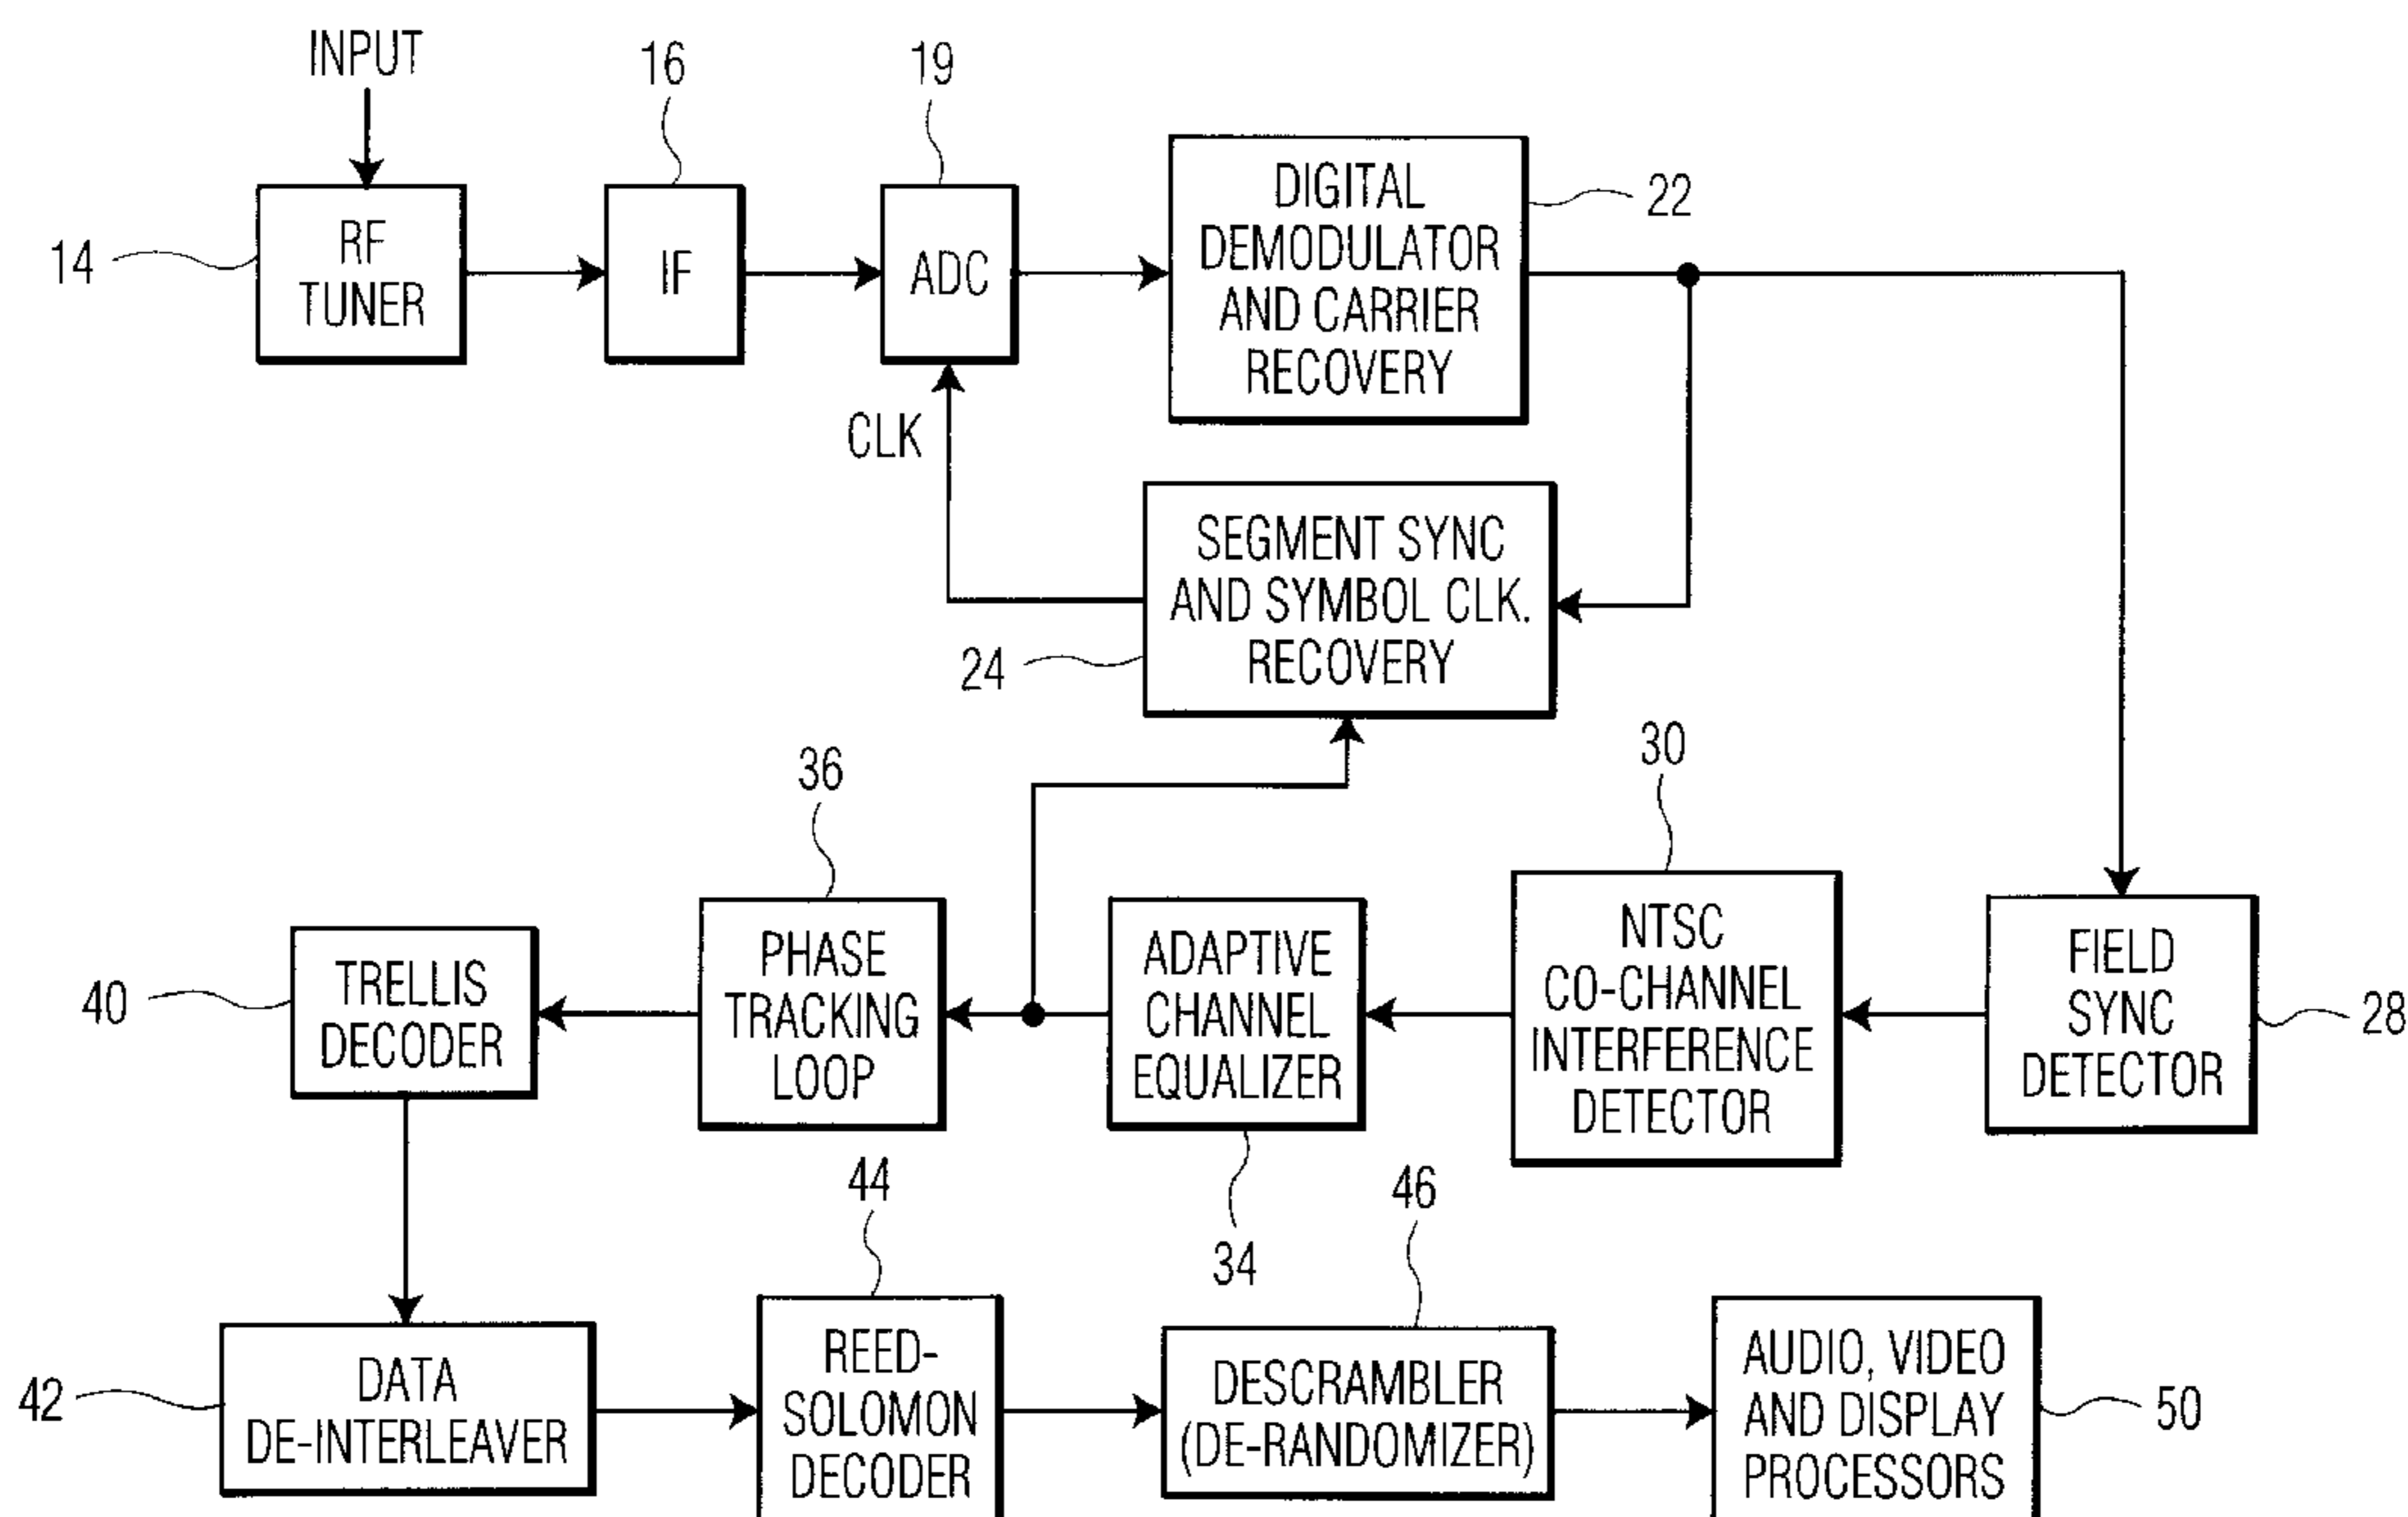 INPUT
16
19
14
RF
TUNER
IF
ADC
DIGITAL
DEMODULATOR
AND CARRIER
RECOVERY
22
CLK
SEGMENT SYNC
AND SYMBOL CLK.
RECOVERY
24
36
30
40
TRELLIS
DECODER
PHASE
TRACKING
LOOP
ADAPTIVE
CHANNEL
EQUALIZER
NTSC
CO-CHANNEL
INTERFERENCE
DETECTOR
FIELD
SYNC
DETECTOR
28
44
34
46
42
DATA
DE-INTERLEAVER
REED-
SOLOMON
DECODER
DESCRAMBLER
(DE-RANDOMIZER)
AUDIO, VIDEO
AND DISPLAY
PROCESSORS
50